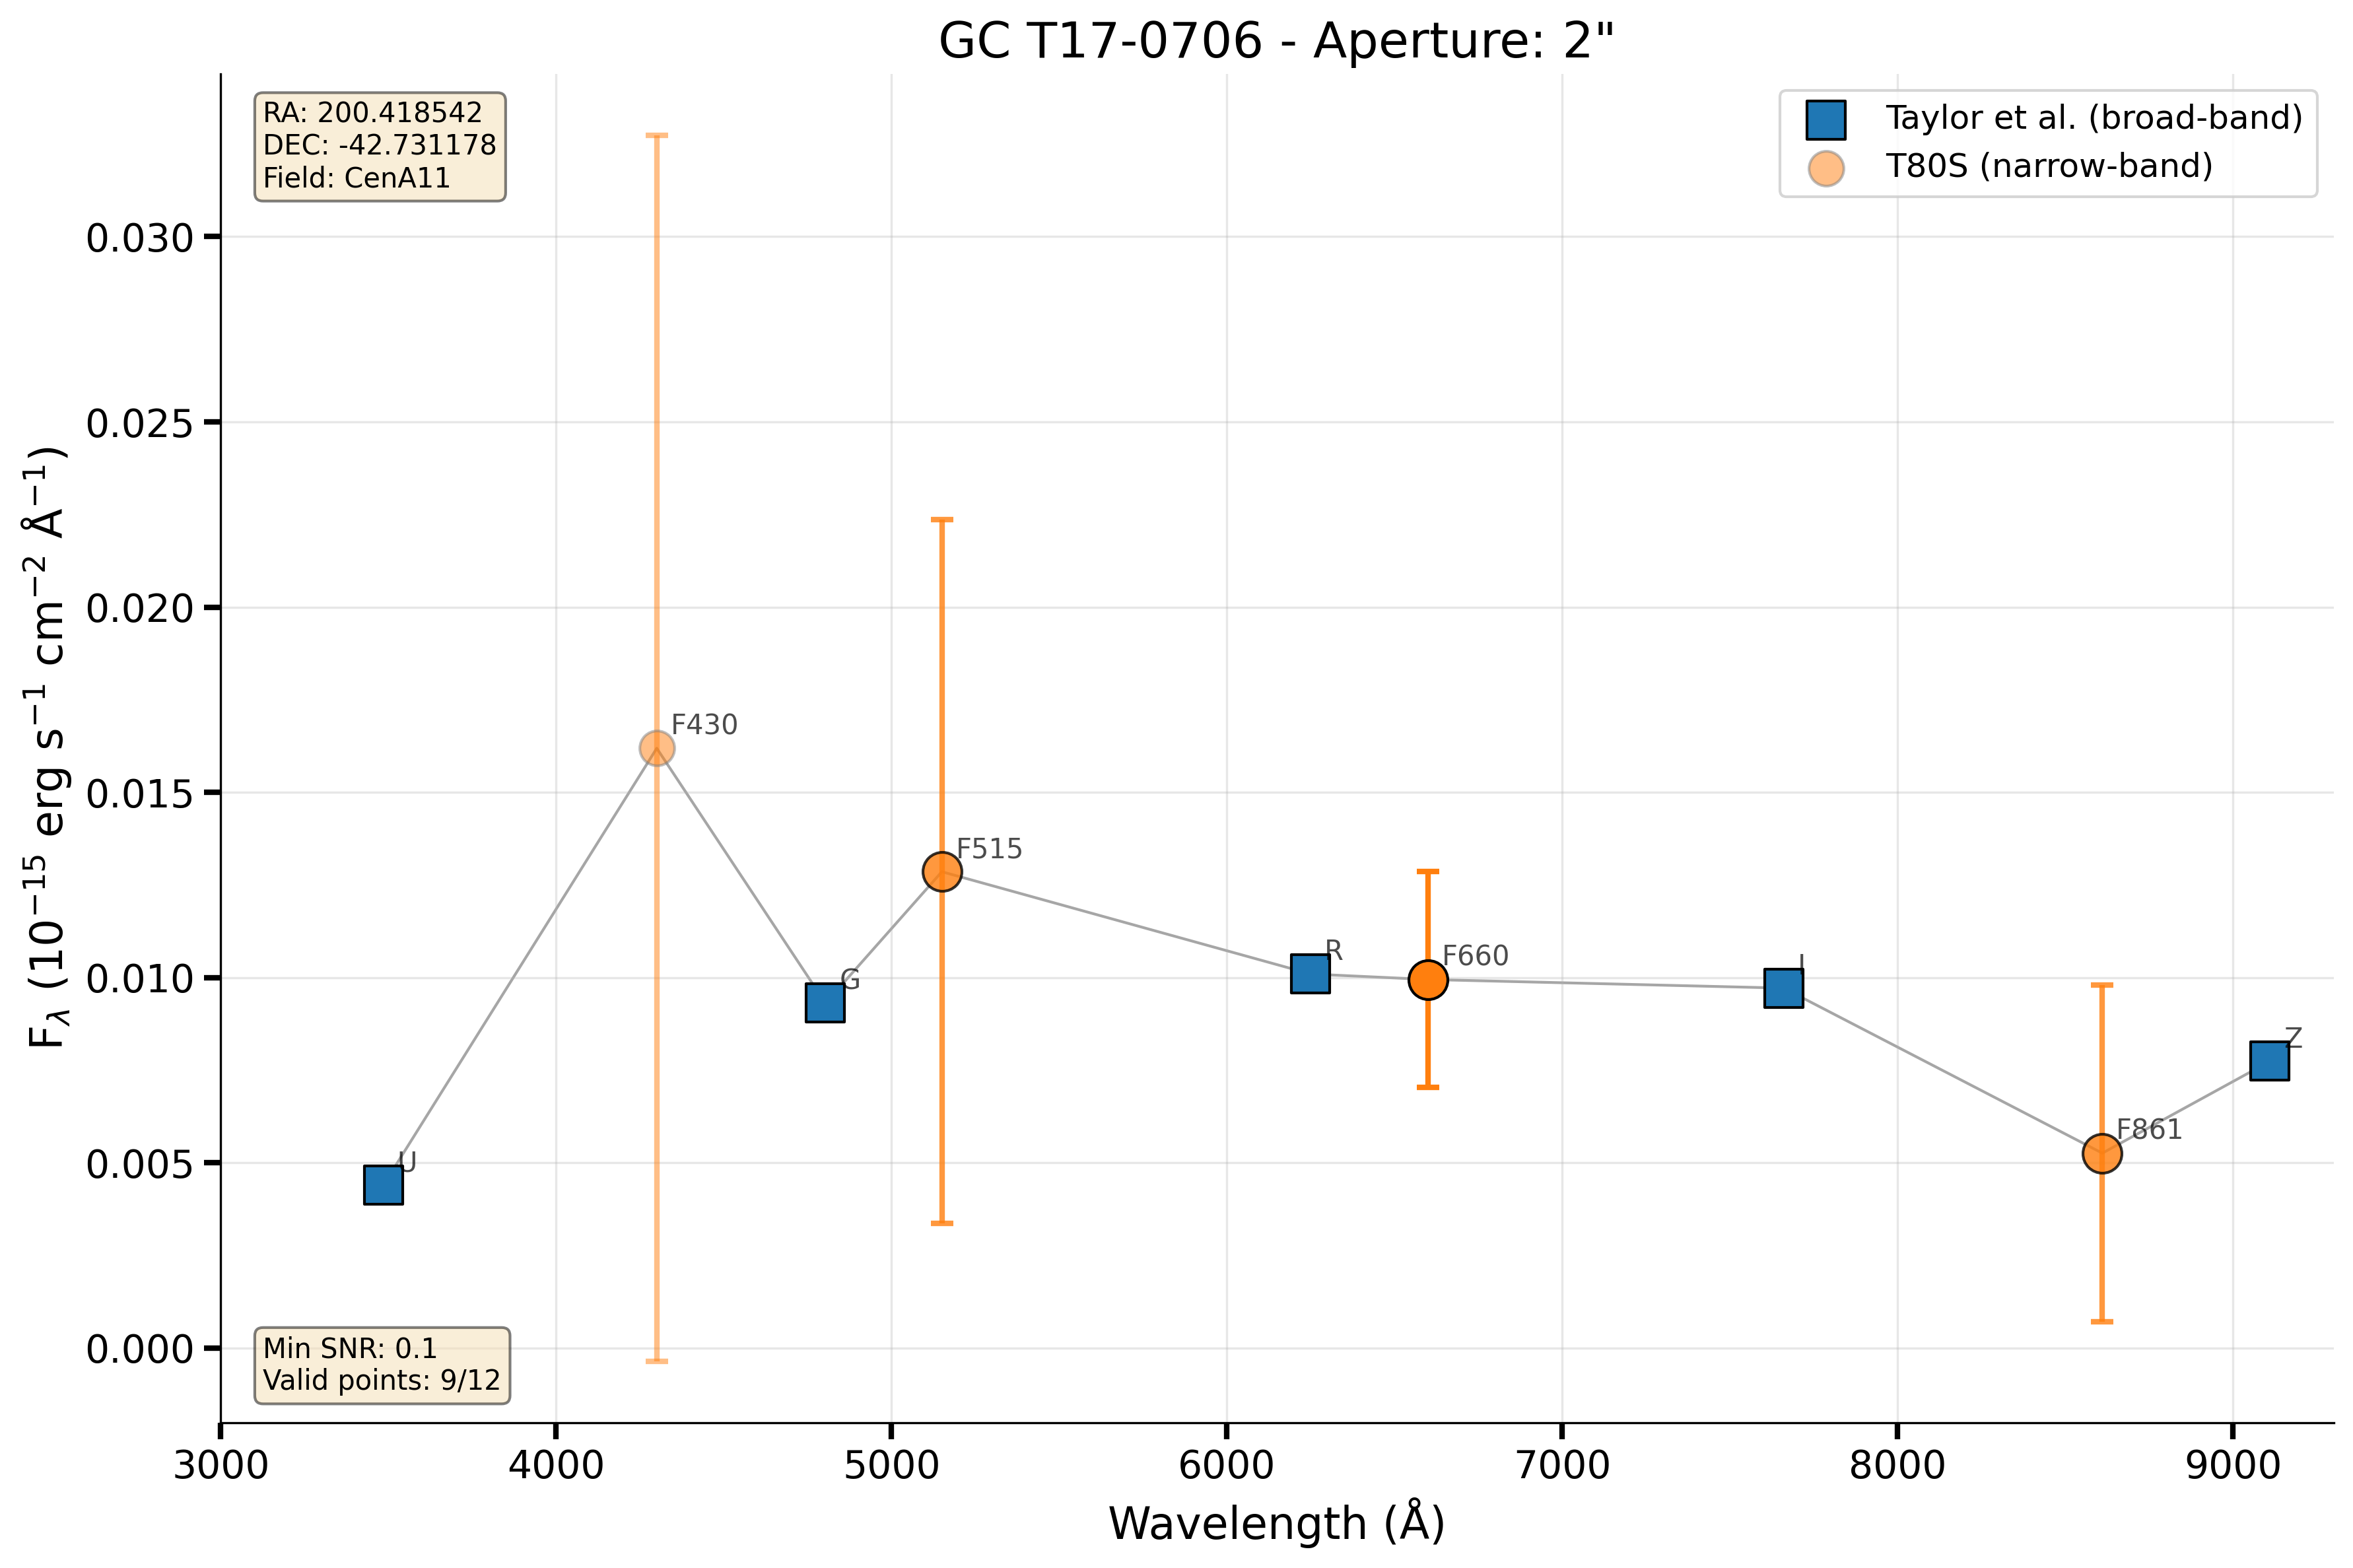 GC T17-0706 - Aperture: 2"
RA: 200.418542
DEC: -42.731178
Field: CenA11
Taylor et al. (broad-band)
T80S (narrow-band)
F_λ (10⁻¹⁵ erg s⁻¹ cm⁻² Å⁻¹)
0.030
0.025
0.020
0.015
0.010
0.005
0.000
U
F430
G
F515
R
F660
I
F861
Z
Min SNR: 0.1
Valid points: 9/12
3000 4000 5000 6000 7000 8000 9000
Wavelength (Å)